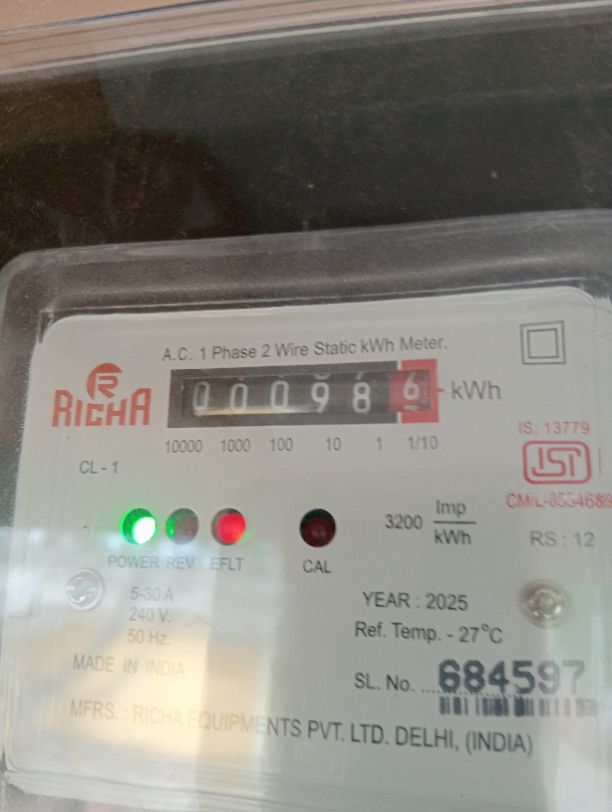 A.C. 1 Phase 2 Wire Static kWh Meter.
R
RICHA
0 0 0 9 8 6 kWh
10000 1000 100 10 1 1/10
IS: 13779
CL - 1
ISI
3200 Imp/kWh
RS : 12
POWER REV. EFLT CAL
5-30 A
240 V.
50 Hz.
YEAR : 2025
Ref. Temp. - 27°C
MADE IN INDIA
SL. No. .... 684597
MFRS. : RICHA EQUIPMENTS PVT. LTD. DELHI, (INDIA)